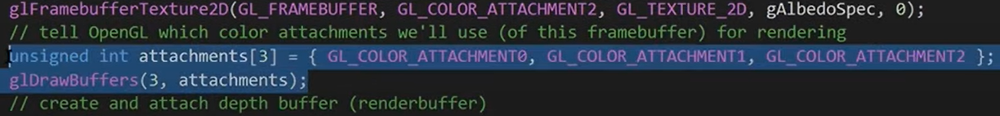 glFramebufferTexture2D(GL_FRAMEBUFFER, GL_COLOR_ATTACHMENT2, GL_TEXTURE_2D, gAlbedoSpec, 0);
// tell OpenGL which color attachments we'll use (of this framebuffer) for rendering
unsigned int attachments[3] = { GL_COLOR_ATTACHMENT0, GL_COLOR_ATTACHMENT1, GL_COLOR_ATTACHMENT2 };
glDrawBuffers(3, attachments);
// create and attach depth buffer (renderbuffer)